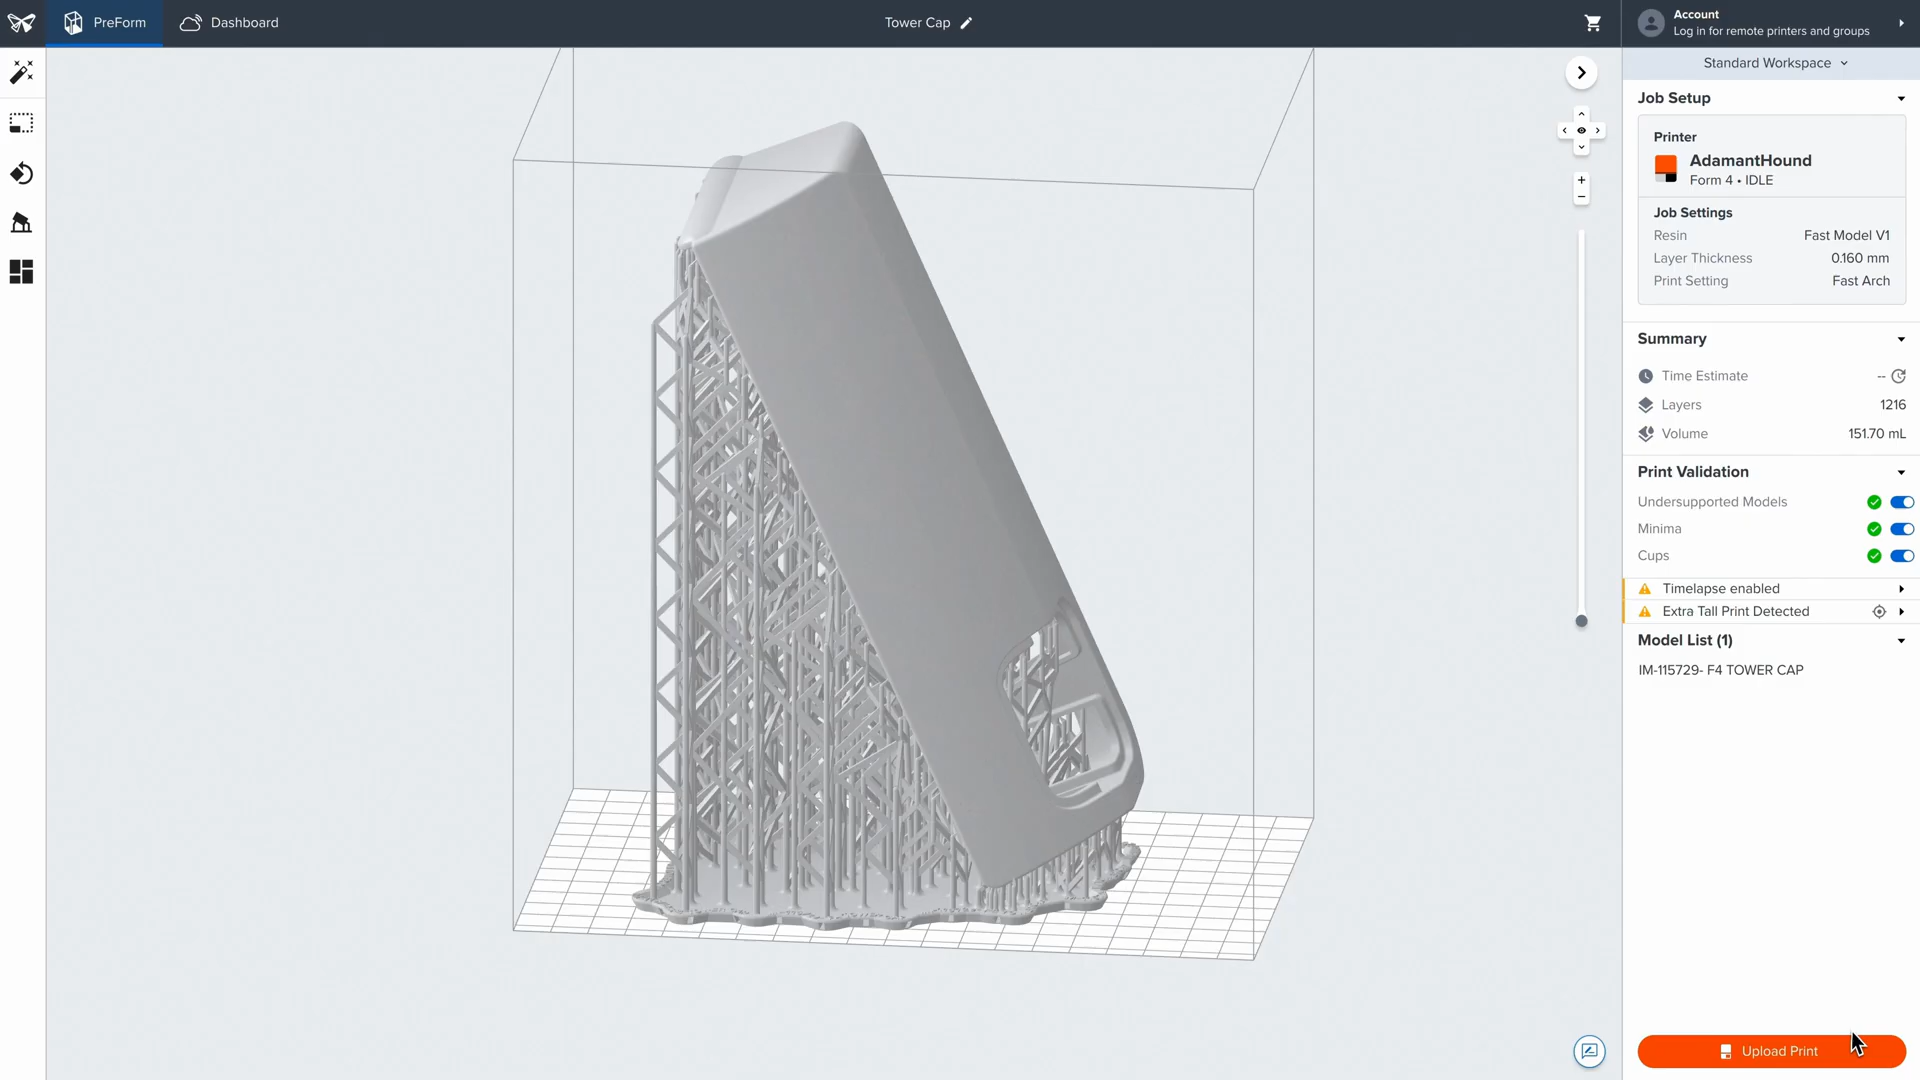 PreForm
Dashboard
Tower Cap
Account
Log in for remote printers and groups
Standard Workspace
Job Setup
Printer
AdamantHound
Form 4 • IDLE
Job Settings
Resin Fast Model V1
Layer Thickness 0.160 mm
Print Setting Fast Arch
Summary
Time Estimate --
Layers 1216
Volume 151.70 mL
Print Validation
Undersupported Models
Minima
Cups
Timelapse enabled
Extra Tall Print Detected
Model List (1)
IM-115729- F4 TOWER CAP
Upload Print